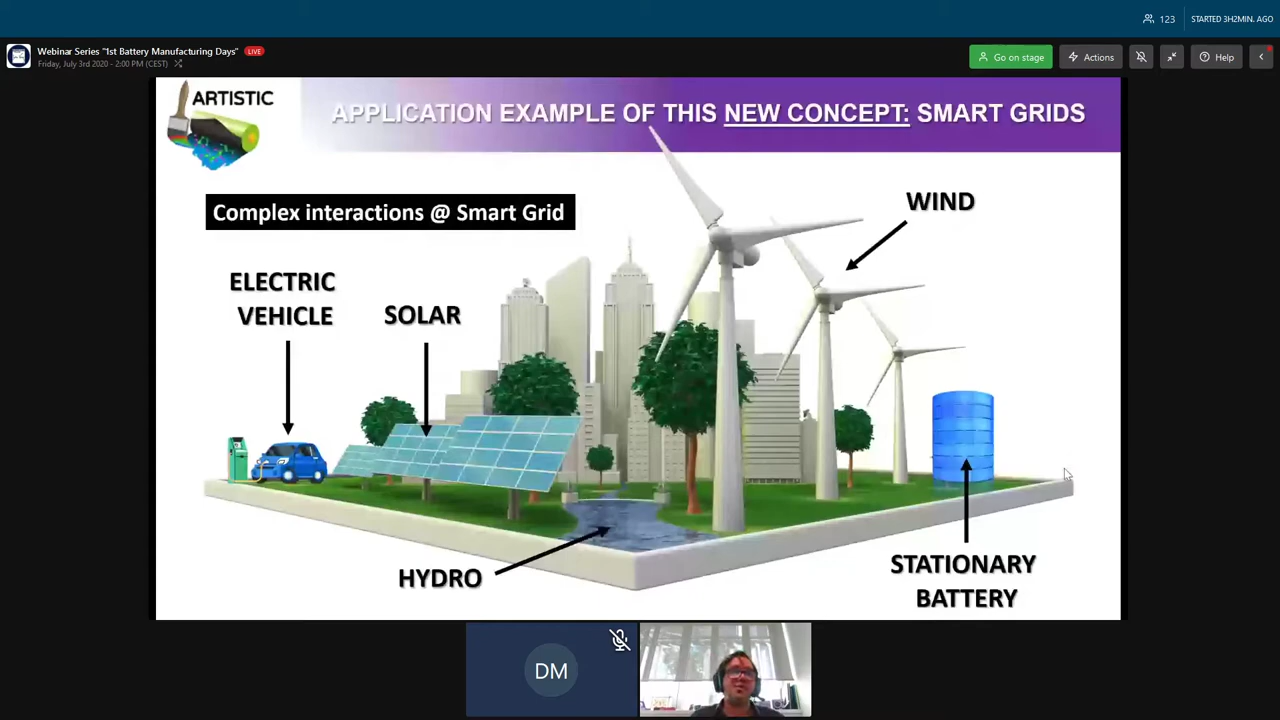 123
STARTED 3H2MIN. AGO
Webinar Series "1st Battery Manufacturing Days" LIVE
Friday, July 3rd 2020 - 2:00 PM (CEST)
Go on stage
Actions
Help
ARTISTIC
APPLICATION EXAMPLE OF THIS NEW CONCEPT: SMART GRIDS
Complex interactions @ Smart Grid
WIND
ELECTRIC
VEHICLE
SOLAR
HYDRO
STATIONARY
BATTERY
DM